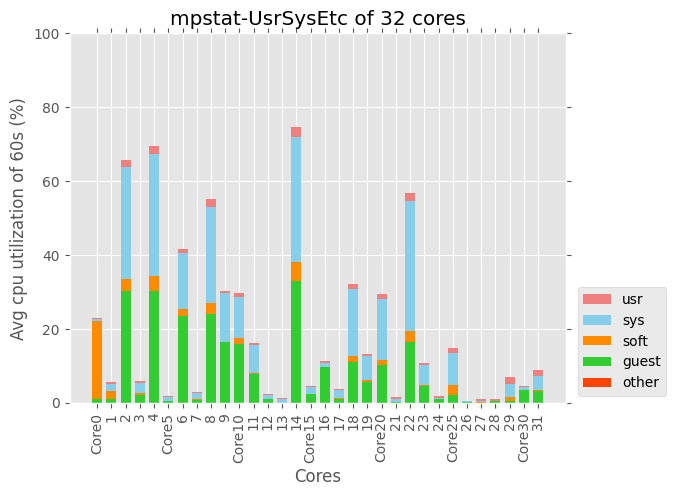 mpstat-UsrSysEtc of 32 cores
Avg cpu utilization of 60s (%)
100
80
60
40
20
0
Core0
1
2
3
4
Core5
6
7
8
9
Core10
11
12
13
14
Core15
16
17
18
19
Core20
21
22
23
24
Core25
26
27
28
29
Core30
31
Cores
usr
sys
soft
guest
other